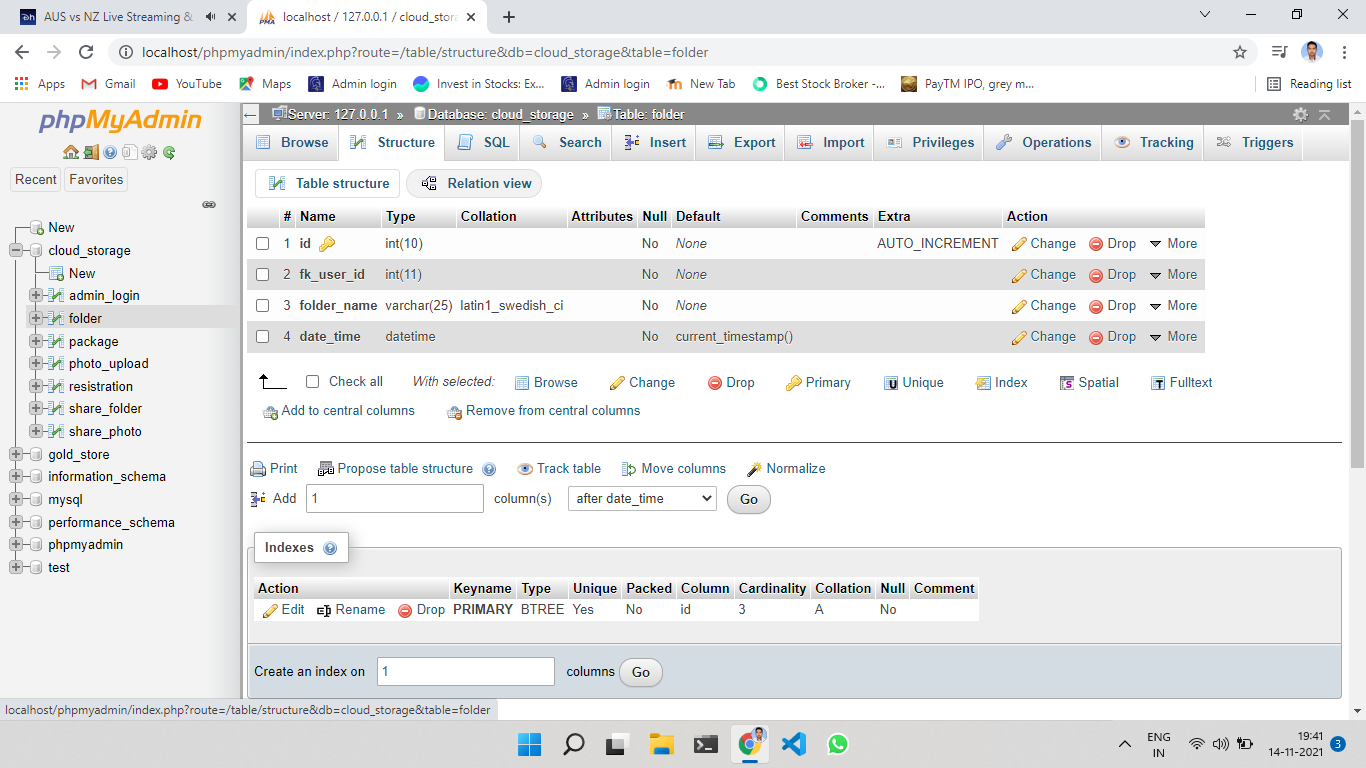 AUS vs NZ Live Streaming &
localhost / 127.0.0.1 / cloud_stora
localhost/phpmyadmin/index.php?route=/table/structure&db=cloud_storage&table=folder
Apps Gmail YouTube Maps Admin login Invest in Stocks: Ex... Admin login New Tab Best Stock Broker -... PayTM IPO, grey m... Reading list
phpMyAdmin
Recent Favorites
New
cloud_storage
New
admin_login
folder
package
photo_upload
resistration
share_folder
share_photo
gold_store
information_schema
mysql
performance_schema
phpmyadmin
test
Server: 127.0.0.1 » Database: cloud_storage » Table: folder
Browse Structure SQL Search Insert Export Import Privileges Operations Tracking Triggers
Table structure Relation view
# Name Type Collation Attributes Null Default Comments Extra Action
1 id int(10) No None AUTO_INCREMENT Change Drop More
2 fk_user_id int(11) No None Change Drop More
3 folder_name varchar(25) latin1_swedish_ci No None Change Drop More
4 date_time datetime No current_timestamp() Change Drop More
Check all With selected: Browse Change Drop Primary Unique Index Spatial Fulltext
Add to central columns Remove from central columns
Print Propose table structure Track table Move columns Normalize
Add 1 column(s) after date_time Go
Indexes
Action Keyname Type Unique Packed Column Cardinality Collation Null Comment
Edit Rename Drop PRIMARY BTREE Yes No id 3 A No
Create an index on 1 columns Go
localhost/phpmyadmin/index.php?route=/table/structure&db=cloud_storage&table=folder
ENG
IN
19:41
14-11-2021
3